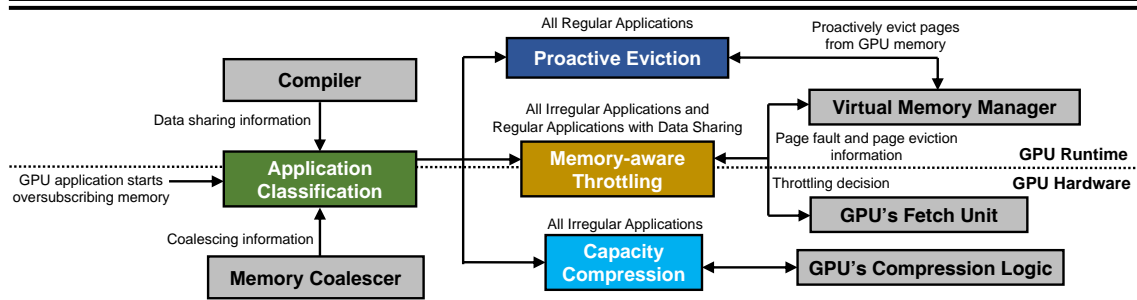 All Regular Applications
Proactive Eviction
Proactively evict pages
from GPU memory
Compiler
Virtual Memory Manager
Data sharing information
All Irregular Applications and
Regular Applications with Data Sharing
Page fault and page eviction
information
GPU Runtime
Application
Classification
Memory-aware
Throttling
GPU application starts
oversubscribing memory
Throttling decision
GPU Hardware
GPU's Fetch Unit
Coalescing information
All Irregular Applications
Capacity
Compression
Memory Coalescer
GPU's Compression Logic